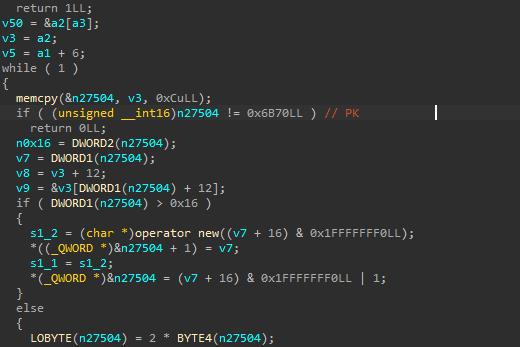 return 1LL;
v50 = &a2[a3];
v3 = a2;
v5 = a1 + 6;
while ( 1 )
{
memcpy(&n27504, v3, 0xCuLL);
if ( (unsigned __int16)n27504 != 0x6B70LL ) // PK
return 0LL;
n0x16 = DWORD2(n27504);
v7 = DWORD1(n27504);
v8 = v3 + 12;
v9 = &v3[DWORD1(n27504) + 12];
if ( DWORD1(n27504) > 0x16 )
{
s1_2 = (char *)operator new((v7 + 16) & 0x1FFFFFFF0LL);
*((_QWORD *)&n27504 + 1) = v7;
s1_1 = s1_2;
*(_QWORD *)&n27504 = (v7 + 16) & 0x1FFFFFFF0LL | 1;
}
else
{
LOBYTE(n27504) = 2 * BYTE4(n27504);